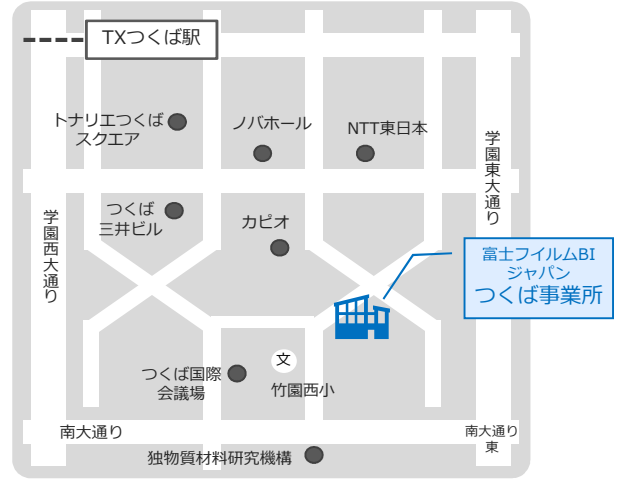 TXつくば駅
トナリエつくば
スクエア
ノバホール
NTT東日本
学園東大通り
つくば
三井ビル
カピオ
学園西大通り
富士フイルムBI
ジャパン
つくば事業所
文
つくば国際
会議場
竹園西小
南大通り
南大通り
東
独物質材料研究機構